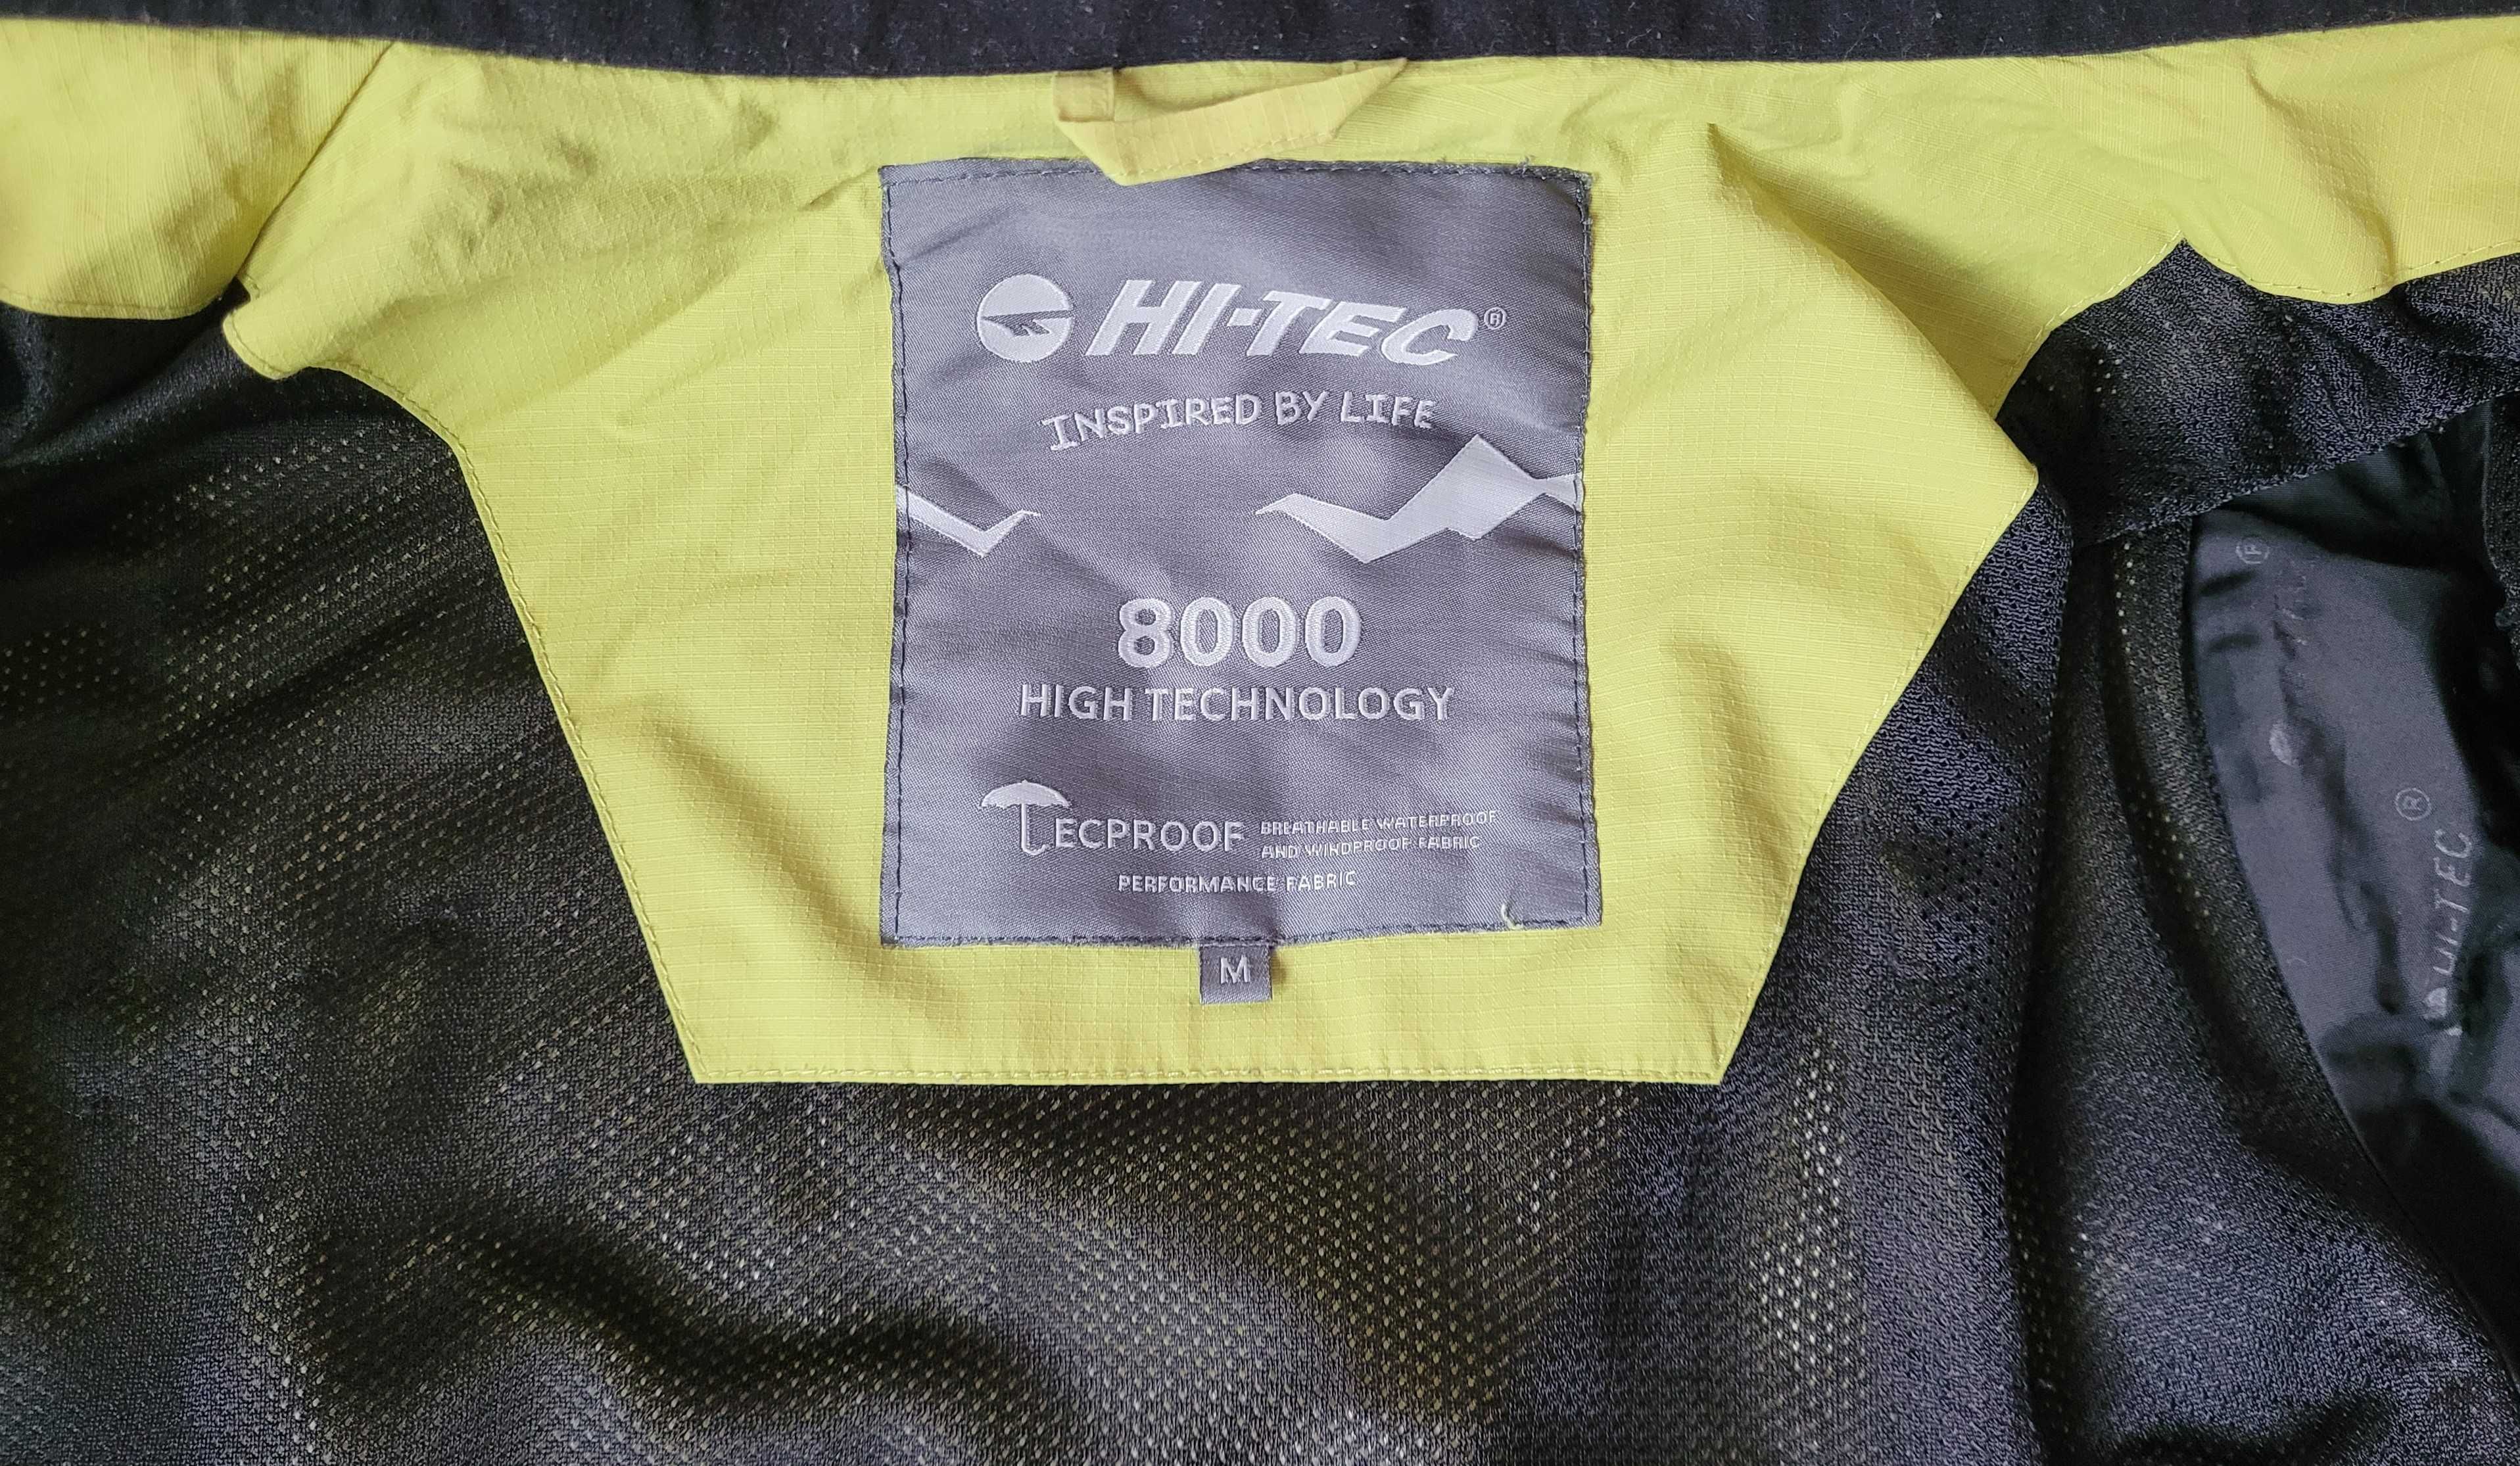 HI-TEC®
INSPIRED BY LIFE
8000
HIGH TECHNOLOGY
TECPROOF BREATHABLE WATERPROOF
AND WINDPROOF FABRIC
PERFORMANCE FABRIC
M
®
®
HI-TEC